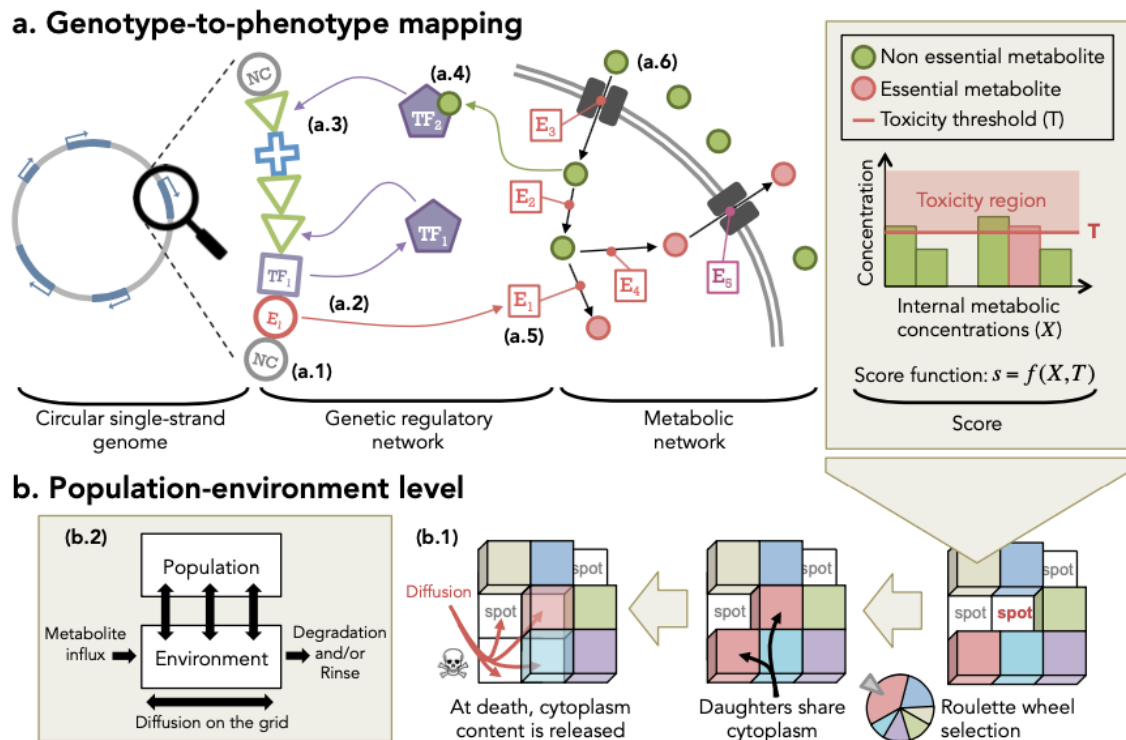 a. Genotype-to-phenotype mapping
NC
(a.3)
TF₂
(a.4)
(a.6)
E₃
E₂
TF₁
TF₁
(a.2)
E₁
NC
(a.1)
E₁
(a.5)
E₄
E₅
Circular single-strand
genome
Genetic regulatory
network
Metabolic
network
Non essential metabolite
Essential metabolite
Toxicity threshold (T)
Concentration
Toxicity region
T
Internal metabolic
concentrations (X)
Score function: s = f(X,T)
Score
b. Population-environment level
(b.2)
Population
Metabolite
influx
Environment
Degradation
and/or
Rinse
Diffusion on the grid
(b.1)
Diffusion
spot
spot
At death, cytoplasm
content is released
spot
Daughters share
cytoplasm
spot
spot
spot
Roulette wheel
selection